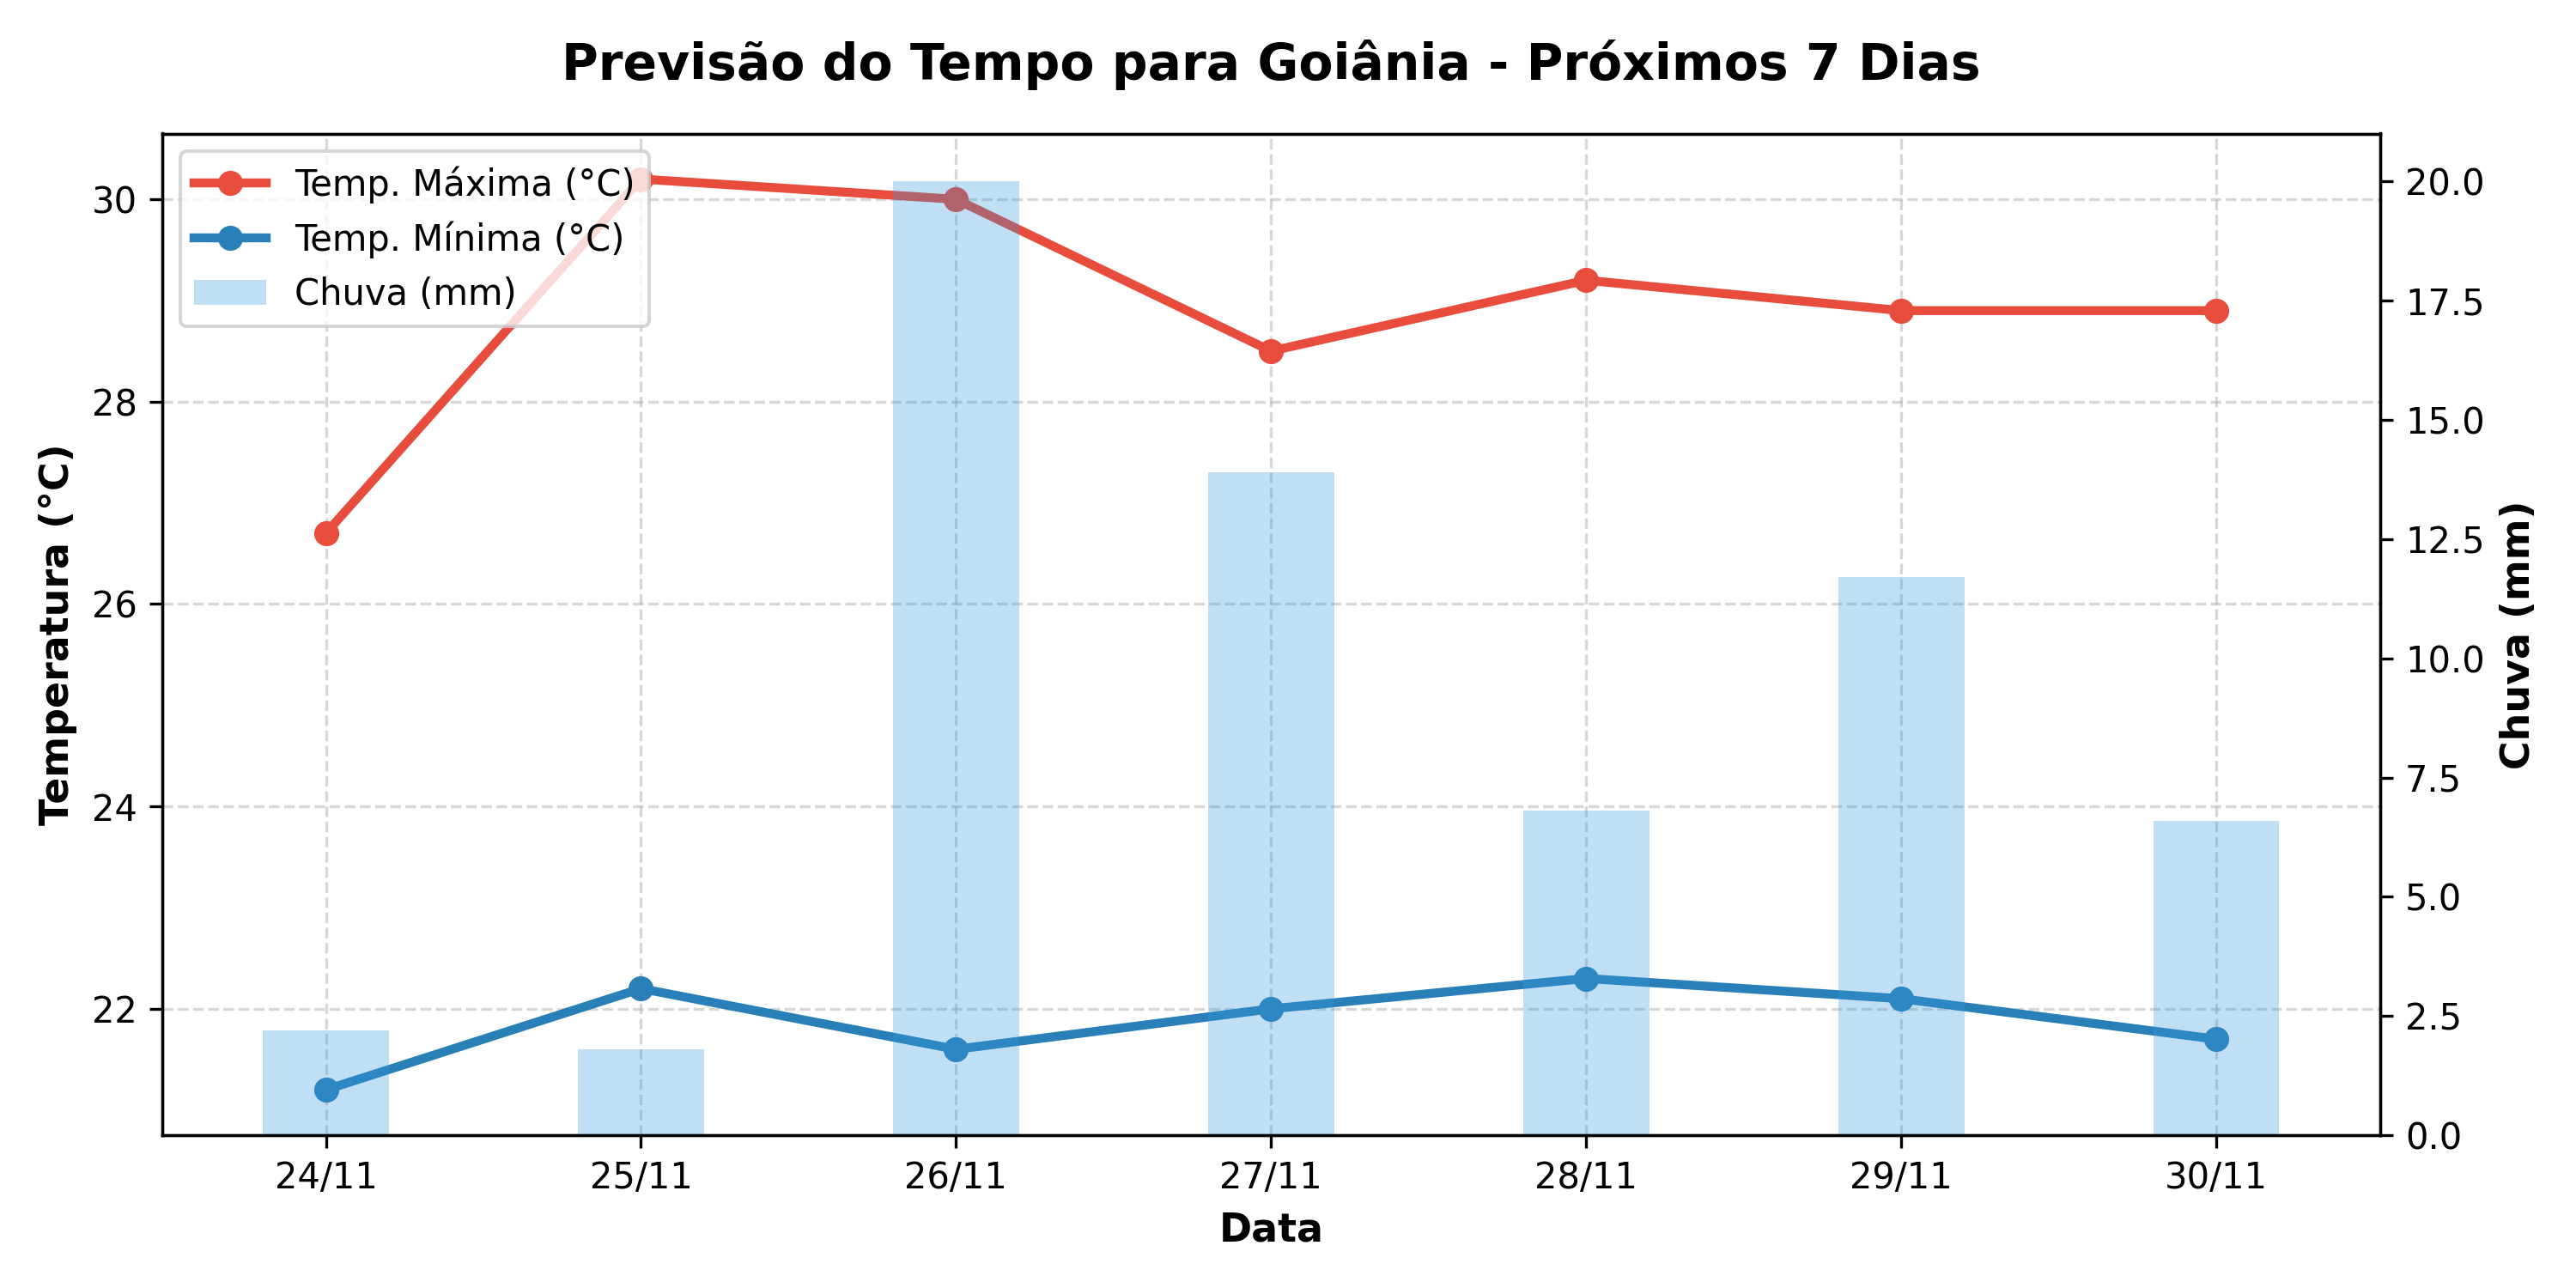 Previsão do Tempo para Goiânia - Próximos 7 Dias
Temp. Máxima (°C)
Temp. Mínima (°C)
Chuva (mm)
Temperatura (°C)
30
28
26
24
22
20.0
17.5
15.0
12.5
10.0
7.5
5.0
2.5
0.0
Chuva (mm)
24/11 25/11 26/11 27/11 28/11 29/11 30/11
Data